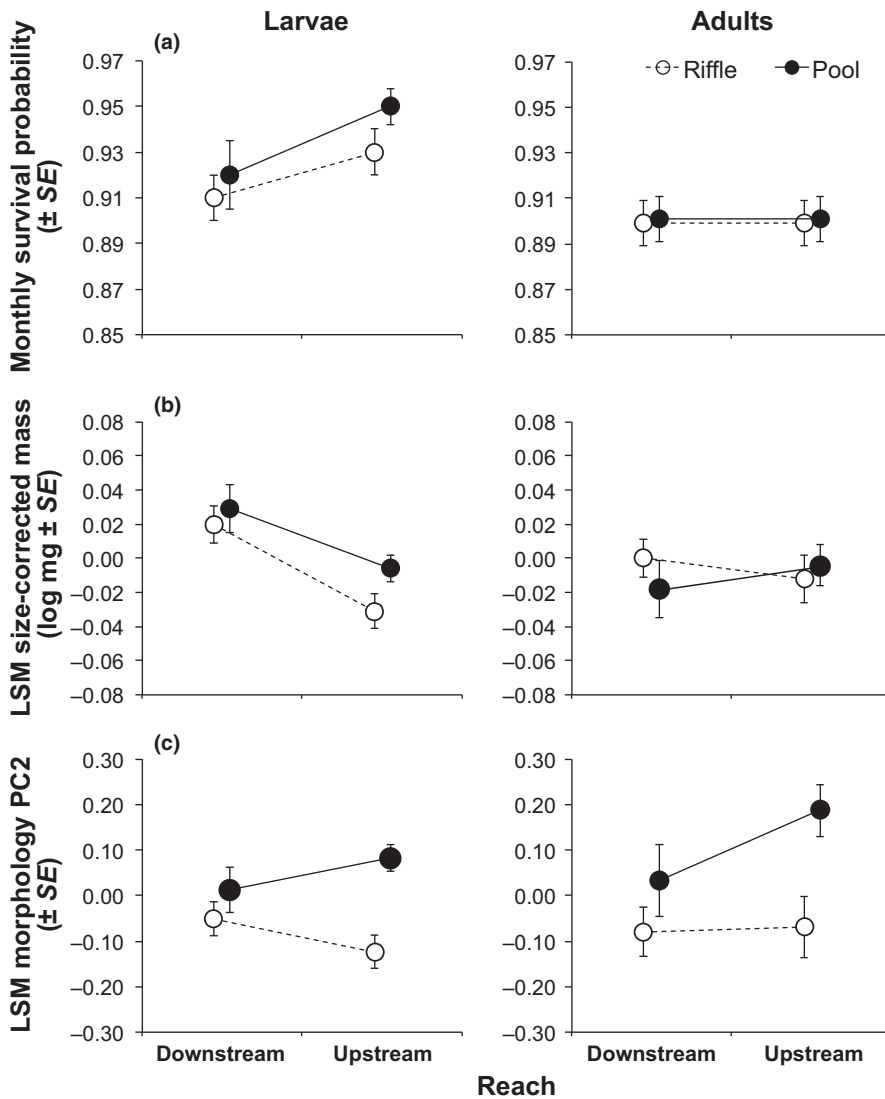 Larvae
Adults
(a)
Riffle
Pool
Monthly survival probability
(± SE)
0.97
0.95
0.93
0.91
0.89
0.87
0.85
0.97
0.95
0.93
0.91
0.89
0.87
0.85
(b)
LSM size-corrected mass
(log mg ± SE)
0.08
0.06
0.04
0.02
0.00
–0.02
–0.04
–0.06
–0.08
0.08
0.06
0.04
0.02
0.00
–0.02
–0.04
–0.06
–0.08
(c)
LSM morphology PC2
(± SE)
0.30
0.20
0.10
0.00
–0.10
–0.20
–0.30
0.30
0.20
0.10
0.00
–0.10
–0.20
–0.30
Downstream Upstream
Downstream Upstream
Reach